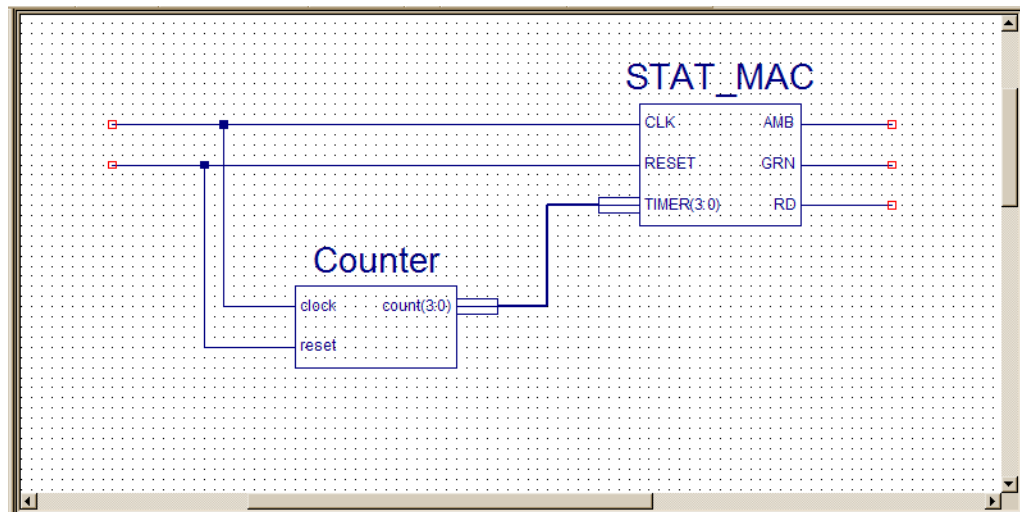 STAT_MAC
CLK AMB
RESET GRN
TIMER(3:0) RD
Counter
clock count(3:0)
reset